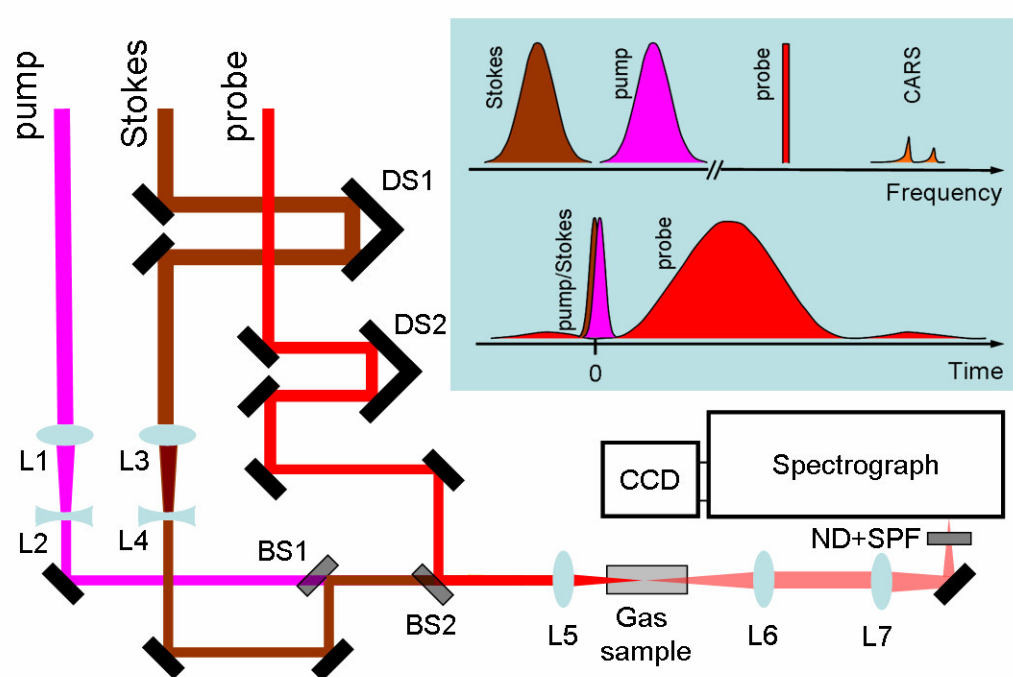 pump
Stokes
probe
DS1
DS2
L1
L3
L2
L4
BS1
BS2
L5
Gas
sample
L6
L7
ND+SPF
CCD
Spectrograph
Stokes
pump
probe
CARS
Frequency
pump/Stokes
probe
0
Time